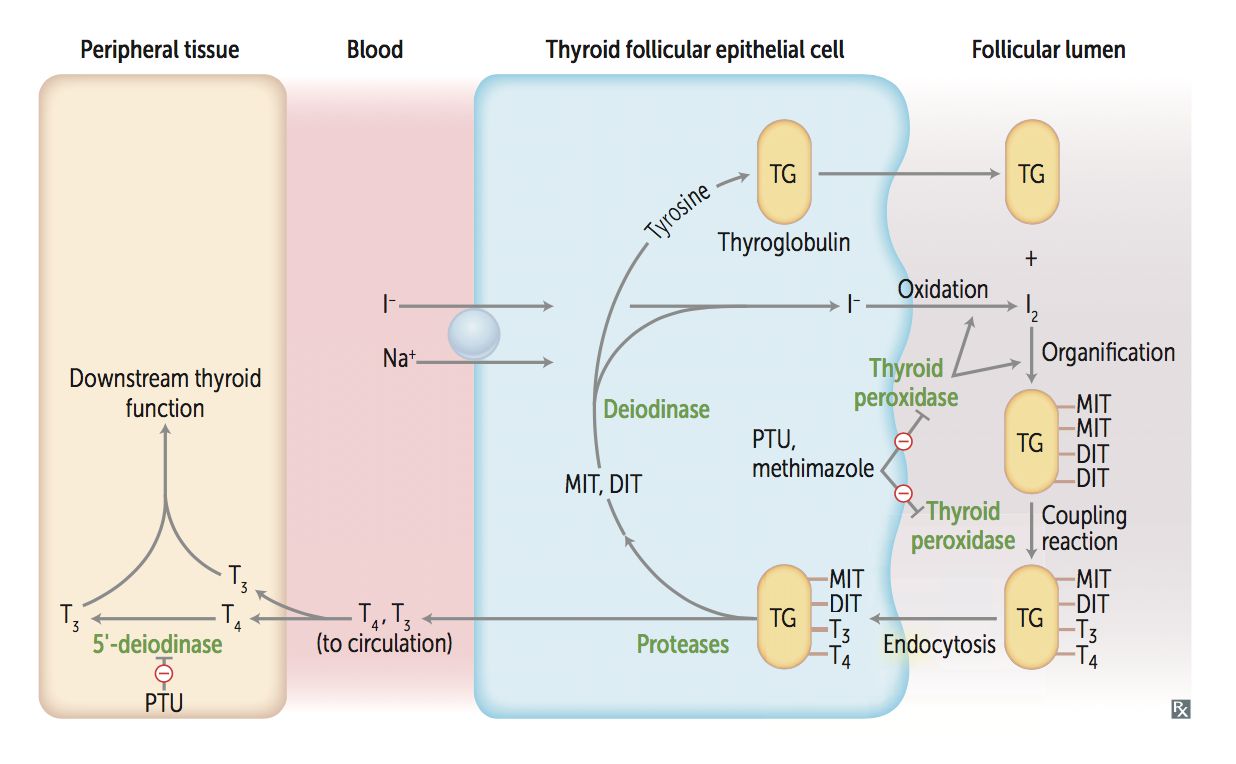 Peripheral tissue
Blood
Thyroid follicular epithelial cell
Follicular lumen
TG
TG
Tyrosine
Thyroglobulin
+
I⁻
I⁻
Oxidation
I₂
Na⁺
Organification
Thyroid
peroxidase
Downstream thyroid
function
Deiodinase
MIT
MIT
DIT
DIT
TG
PTU,
methimazole
MIT, DIT
Thyroid
peroxidase
Coupling
reaction
T₃
T₃
T₄
T₄, T₃
(to circulation)
5'-deiodinase
PTU
Proteases
TG
MIT
DIT
T₃
T₄
Endocytosis
TG
MIT
DIT
T₃
T₄
℞